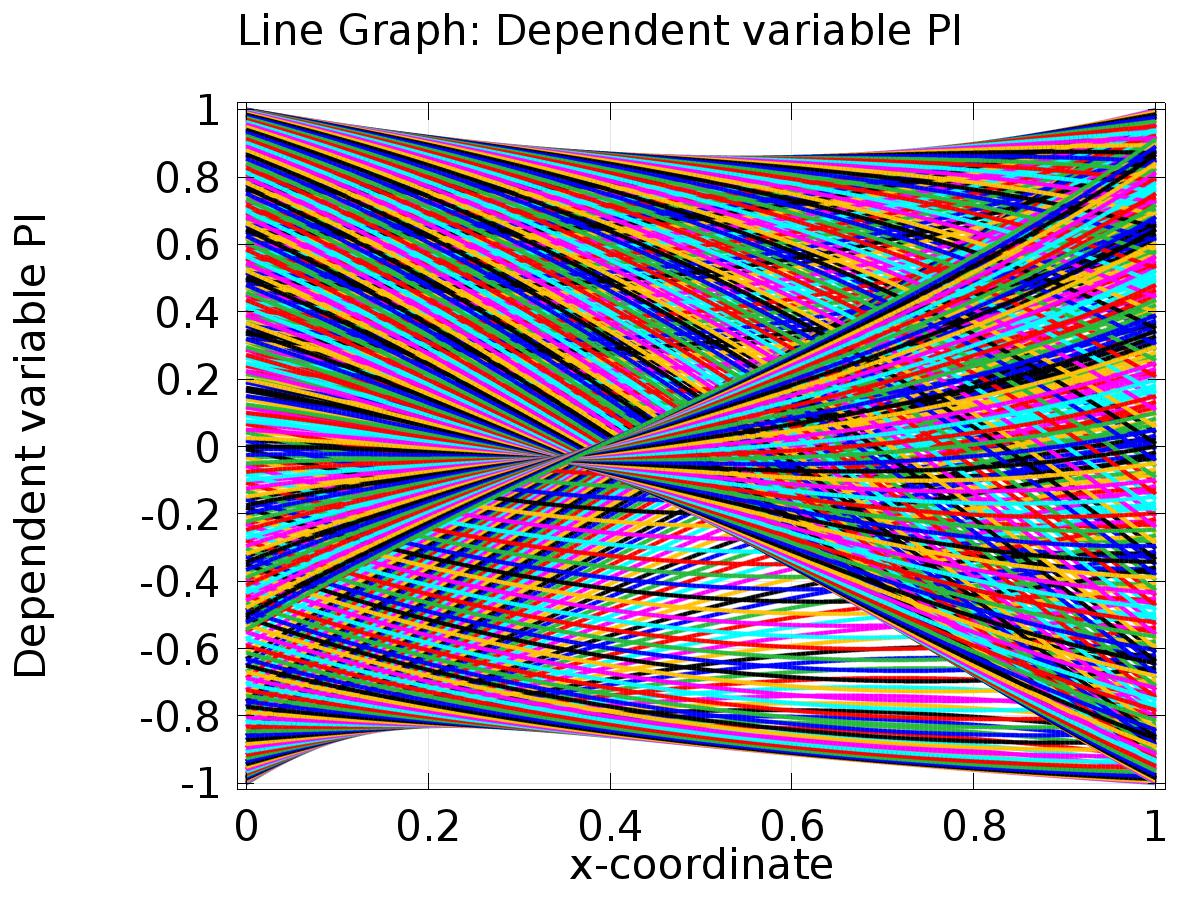 Line Graph: Dependent variable PI
Dependent variable PI
1
0.8
0.6
0.4
0.2
0
-0.2
-0.4
-0.6
-0.8
-1
0 0.2 0.4 0.6 0.8 1
x-coordinate